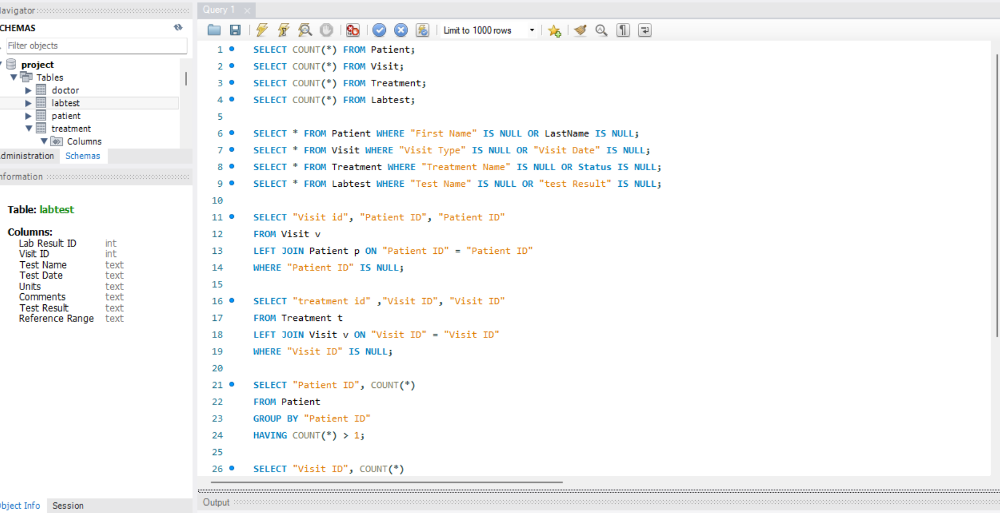 Navigator
Query 1
SCHEMAS
Limit to 1000 rows
Filter objects
project
Tables
doctor
labtest
patient
treatment
Columns
Administration Schemas
Information
Table: labtest
Columns:
Lab Result ID int
Visit ID int
Test Name text
Test Date text
Units text
Comments text
Test Result text
Reference Range text
Object Info Session
1 SELECT COUNT(*) FROM Patient;
2 SELECT COUNT(*) FROM Visit;
3 SELECT COUNT(*) FROM Treatment;
4 SELECT COUNT(*) FROM Labtest;
5
6 SELECT * FROM Patient WHERE "First Name" IS NULL OR LastName IS NULL;
7 SELECT * FROM Visit WHERE "Visit Type" IS NULL OR "Visit Date" IS NULL;
8 SELECT * FROM Treatment WHERE "Treatment Name" IS NULL OR Status IS NULL;
9 SELECT * FROM Labtest WHERE "Test Name" IS NULL OR "test Result" IS NULL;
10
11 SELECT "Visit id", "Patient ID", "Patient ID"
12 FROM Visit v
13 LEFT JOIN Patient p ON "Patient ID" = "Patient ID"
14 WHERE "Patient ID" IS NULL;
15
16 SELECT "treatment id" ,"Visit ID", "Visit ID"
17 FROM Treatment t
18 LEFT JOIN Visit v ON "Visit ID" = "Visit ID"
19 WHERE "Visit ID" IS NULL;
20
21 SELECT "Patient ID", COUNT(*)
22 FROM Patient
23 GROUP BY "Patient ID"
24 HAVING COUNT(*) > 1;
25
26 SELECT "Visit ID", COUNT(*)
Output